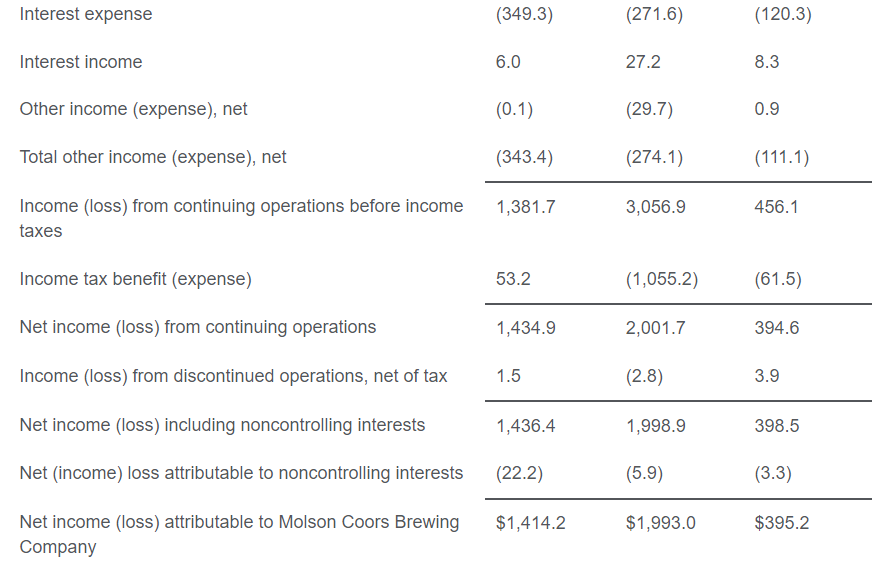 Interest expense (349.3) (271.6) (120.3)
Interest income 6.0 27.2 8.3
Other income (expense), net (0.1) (29.7) 0.9
Total other income (expense), net (343.4) (274.1) (111.1)
Income (loss) from continuing operations before income 1,381.7 3,056.9 456.1
taxes
Income tax benefit (expense) 53.2 (1,055.2) (61.5)
Net income (loss) from continuing operations 1,434.9 2,001.7 394.6
Income (loss) from discontinued operations, net of tax 1.5 (2.8) 3.9
Net income (loss) including noncontrolling interests 1,436.4 1,998.9 398.5
Net (income) loss attributable to noncontrolling interests (22.2) (5.9) (3.3)
Net income (loss) attributable to Molson Coors Brewing $1,414.2 $1,993.0 $395.2
Company